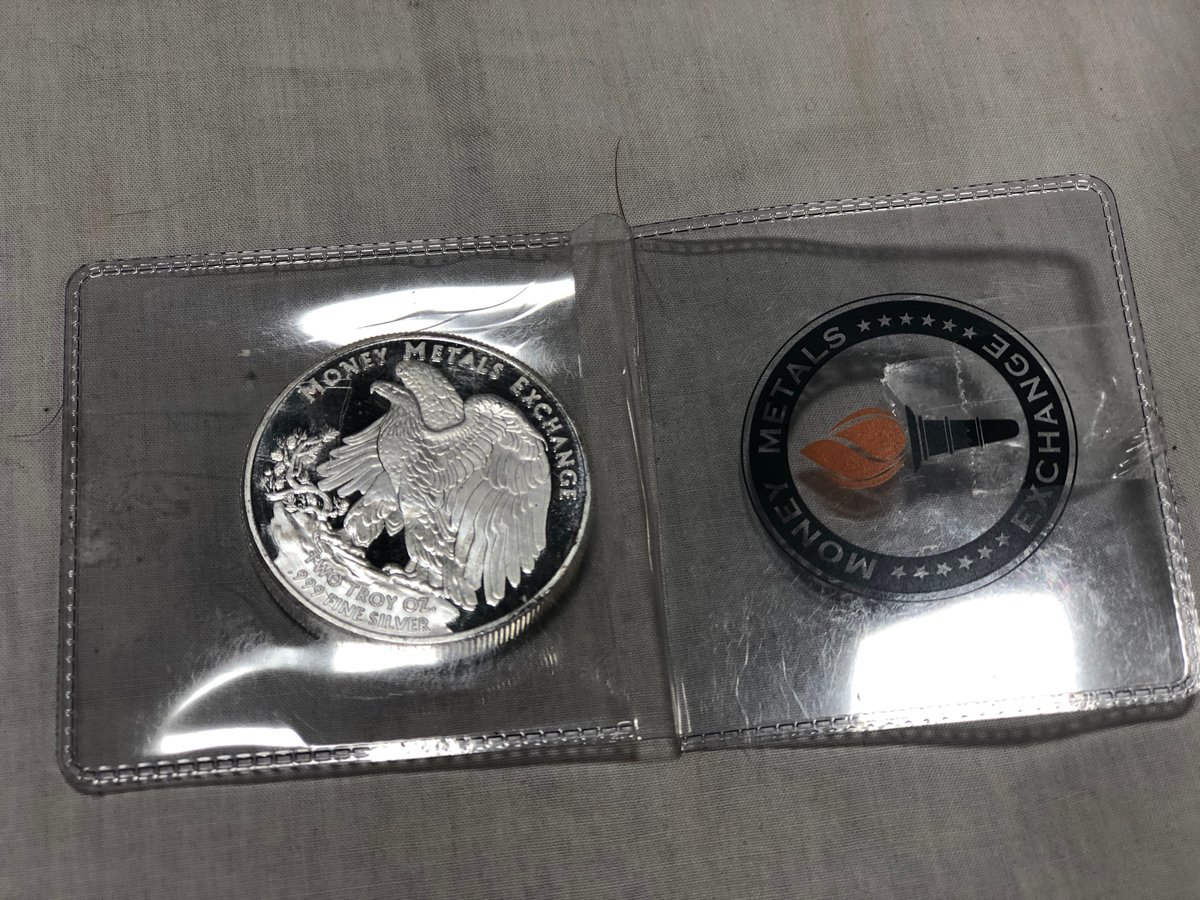 MONEY METALS EXCHANGE
TWO TROY OZ.
.999 FINE SILVER
MONEY METALS
EXCHANGE